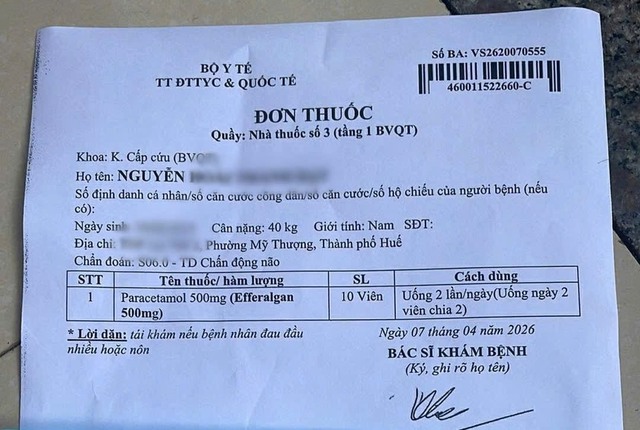 BỘ Y TẾ
TT ĐTTYC & QUỐC TẾ
Số BA: VS2620070555
460011522660-C
ĐƠN THUỐC
Quầy: Nhà thuốc số 3 (tầng 1 BVQT)
Khoa: K. Cấp cứu (BVQ
Họ tên: NGUYỄN
Số định danh cá nhân/số căn cước công dân/số căn cước/số hộ chiếu của người bệnh (nếu
có):
Ngày sinh Cân nặng: 40 kg Giới tính: Nam SĐT:
Địa chỉ: Phường Mỹ Thượng, Thành phố Huế
Chẩn đoán: S06.0 - TD Chấn động não
STT Tên thuốc/ hàm lượng SL Cách dùng
1 Paracetamol 500mg (Efferalgan 10 Viên Uống 2 lần/ngày(Uống ngày 2
500mg) viên chia 2)
* Lời dặn: tái khám nếu bệnh nhân đau đầu
nhiều hoặc nôn
Ngày 07 tháng 04 năm 2026
BÁC SĨ KHÁM BỆNH
(Ký, ghi rõ họ tên)